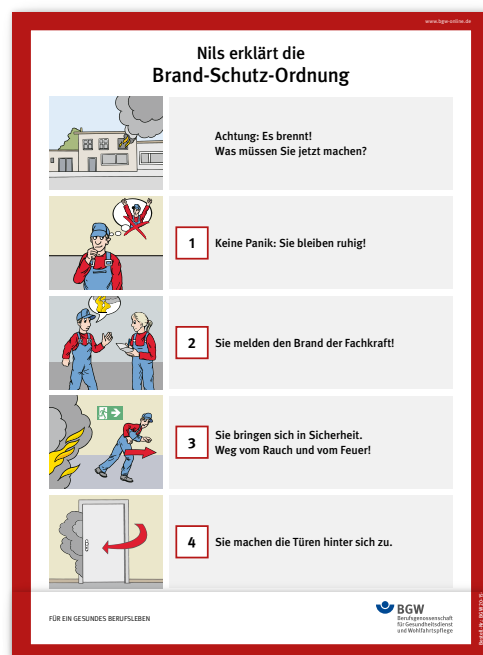 www.bgw-online.de
Nils erklärt die
Brand-Schutz-Ordnung
Achtung: Es brennt!
Was müssen Sie jetzt machen?
1
Keine Panik: Sie bleiben ruhig!
2
Sie melden den Brand der Fachkraft!
3
Sie bringen sich in Sicherheit.
Weg vom Rauch und vom Feuer!
4
Sie machen die Türen hinter sich zu.
FÜR EIN GESUNDES BERUFSLEBEN
BGW
Berufsgenossenschaft
für Gesundheitsdienst
und Wohlfahrtspflege